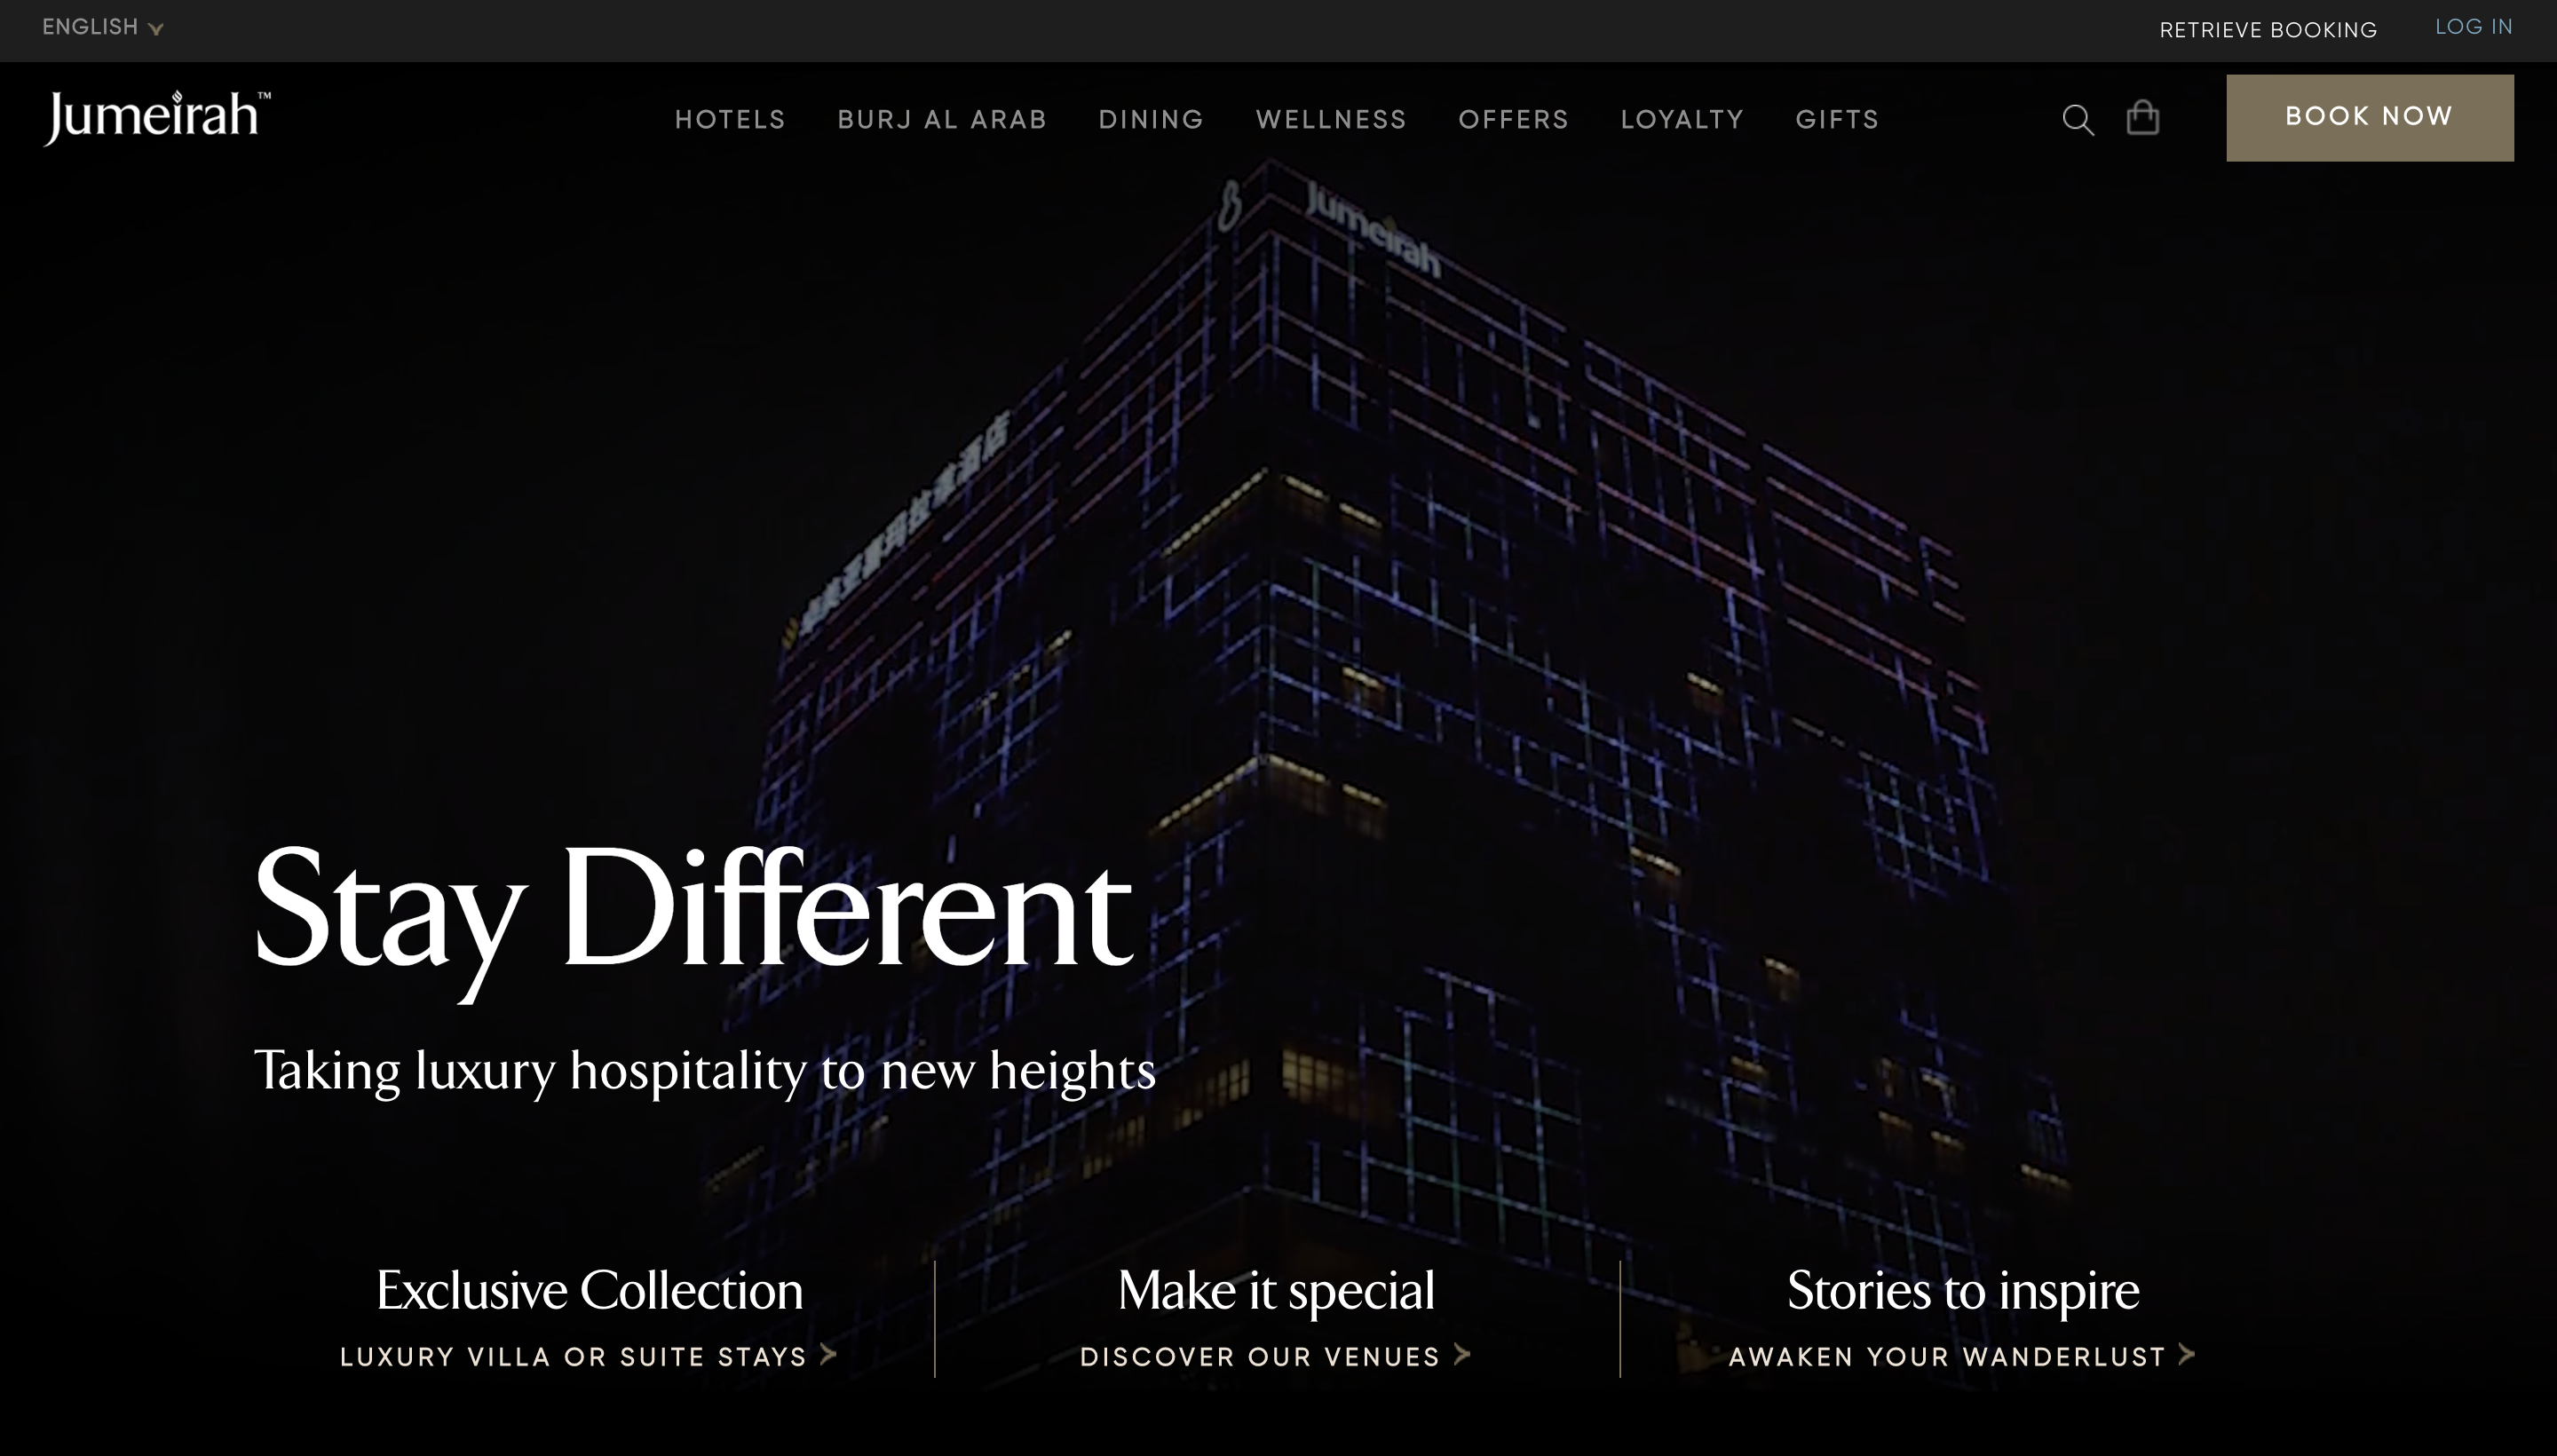 ENGLISH
RETRIEVE BOOKING
LOG IN
Jumeirah™
HOTELS
BURJ AL ARAB
DINING
WELLNESS
OFFERS
LOYALTY
GIFTS
BOOK NOW
Jumeirah
酒店
Stay Different
Taking luxury hospitality to new heights
Exclusive Collection
LUXURY VILLA OR SUITE STAYS
Make it special
DISCOVER OUR VENUES
Stories to inspire
AWAKEN YOUR WANDERLUST